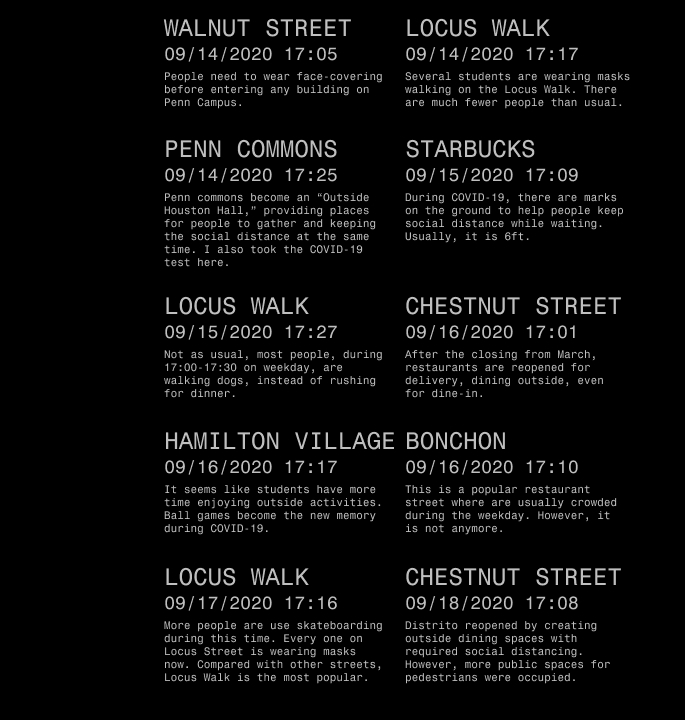 WALNUT STREET
09/14/2020 17:05
People need to wear face-covering
before entering any building on
Penn Campus.
LOCUS WALK
09/14/2020 17:17
Several students are wearing masks
walking on the Locus Walk. There
are much fewer people than usual.
PENN COMMONS
09/14/2020 17:25
Penn commons become an “Outside
Houston Hall,” providing places
for people to gather and keeping
the social distance at the same
time. I also took the COVID-19
test here.
STARBUCKS
09/15/2020 17:09
During COVID-19, there are marks
on the ground to help people keep
social distance while waiting.
Usually, it is 6ft.
LOCUS WALK
09/15/2020 17:27
Not as usual, most people, during
17:00-17:30 on weekday, are
walking dogs, instead of rushing
for dinner.
CHESTNUT STREET
09/16/2020 17:01
After the closing from March,
restaurants are reopened for
delivery, dining outside, even
for dine-in.
HAMILTON VILLAGE
09/16/2020 17:17
It seems like students have more
time enjoying outside activities.
Ball games become the new memory
during COVID-19.
BONCHON
09/16/2020 17:10
This is a popular restaurant
street where are usually crowded
during the weekday. However, it
is not anymore.
LOCUS WALK
09/17/2020 17:16
More people are use skateboarding
during this time. Every one on
Locus Street is wearing masks
now. Compared with other streets,
Locus Walk is the most popular.
CHESTNUT STREET
09/18/2020 17:08
Distrito reopened by creating
outside dining spaces with
required social distancing.
However, more public spaces for
pedestrians were occupied.